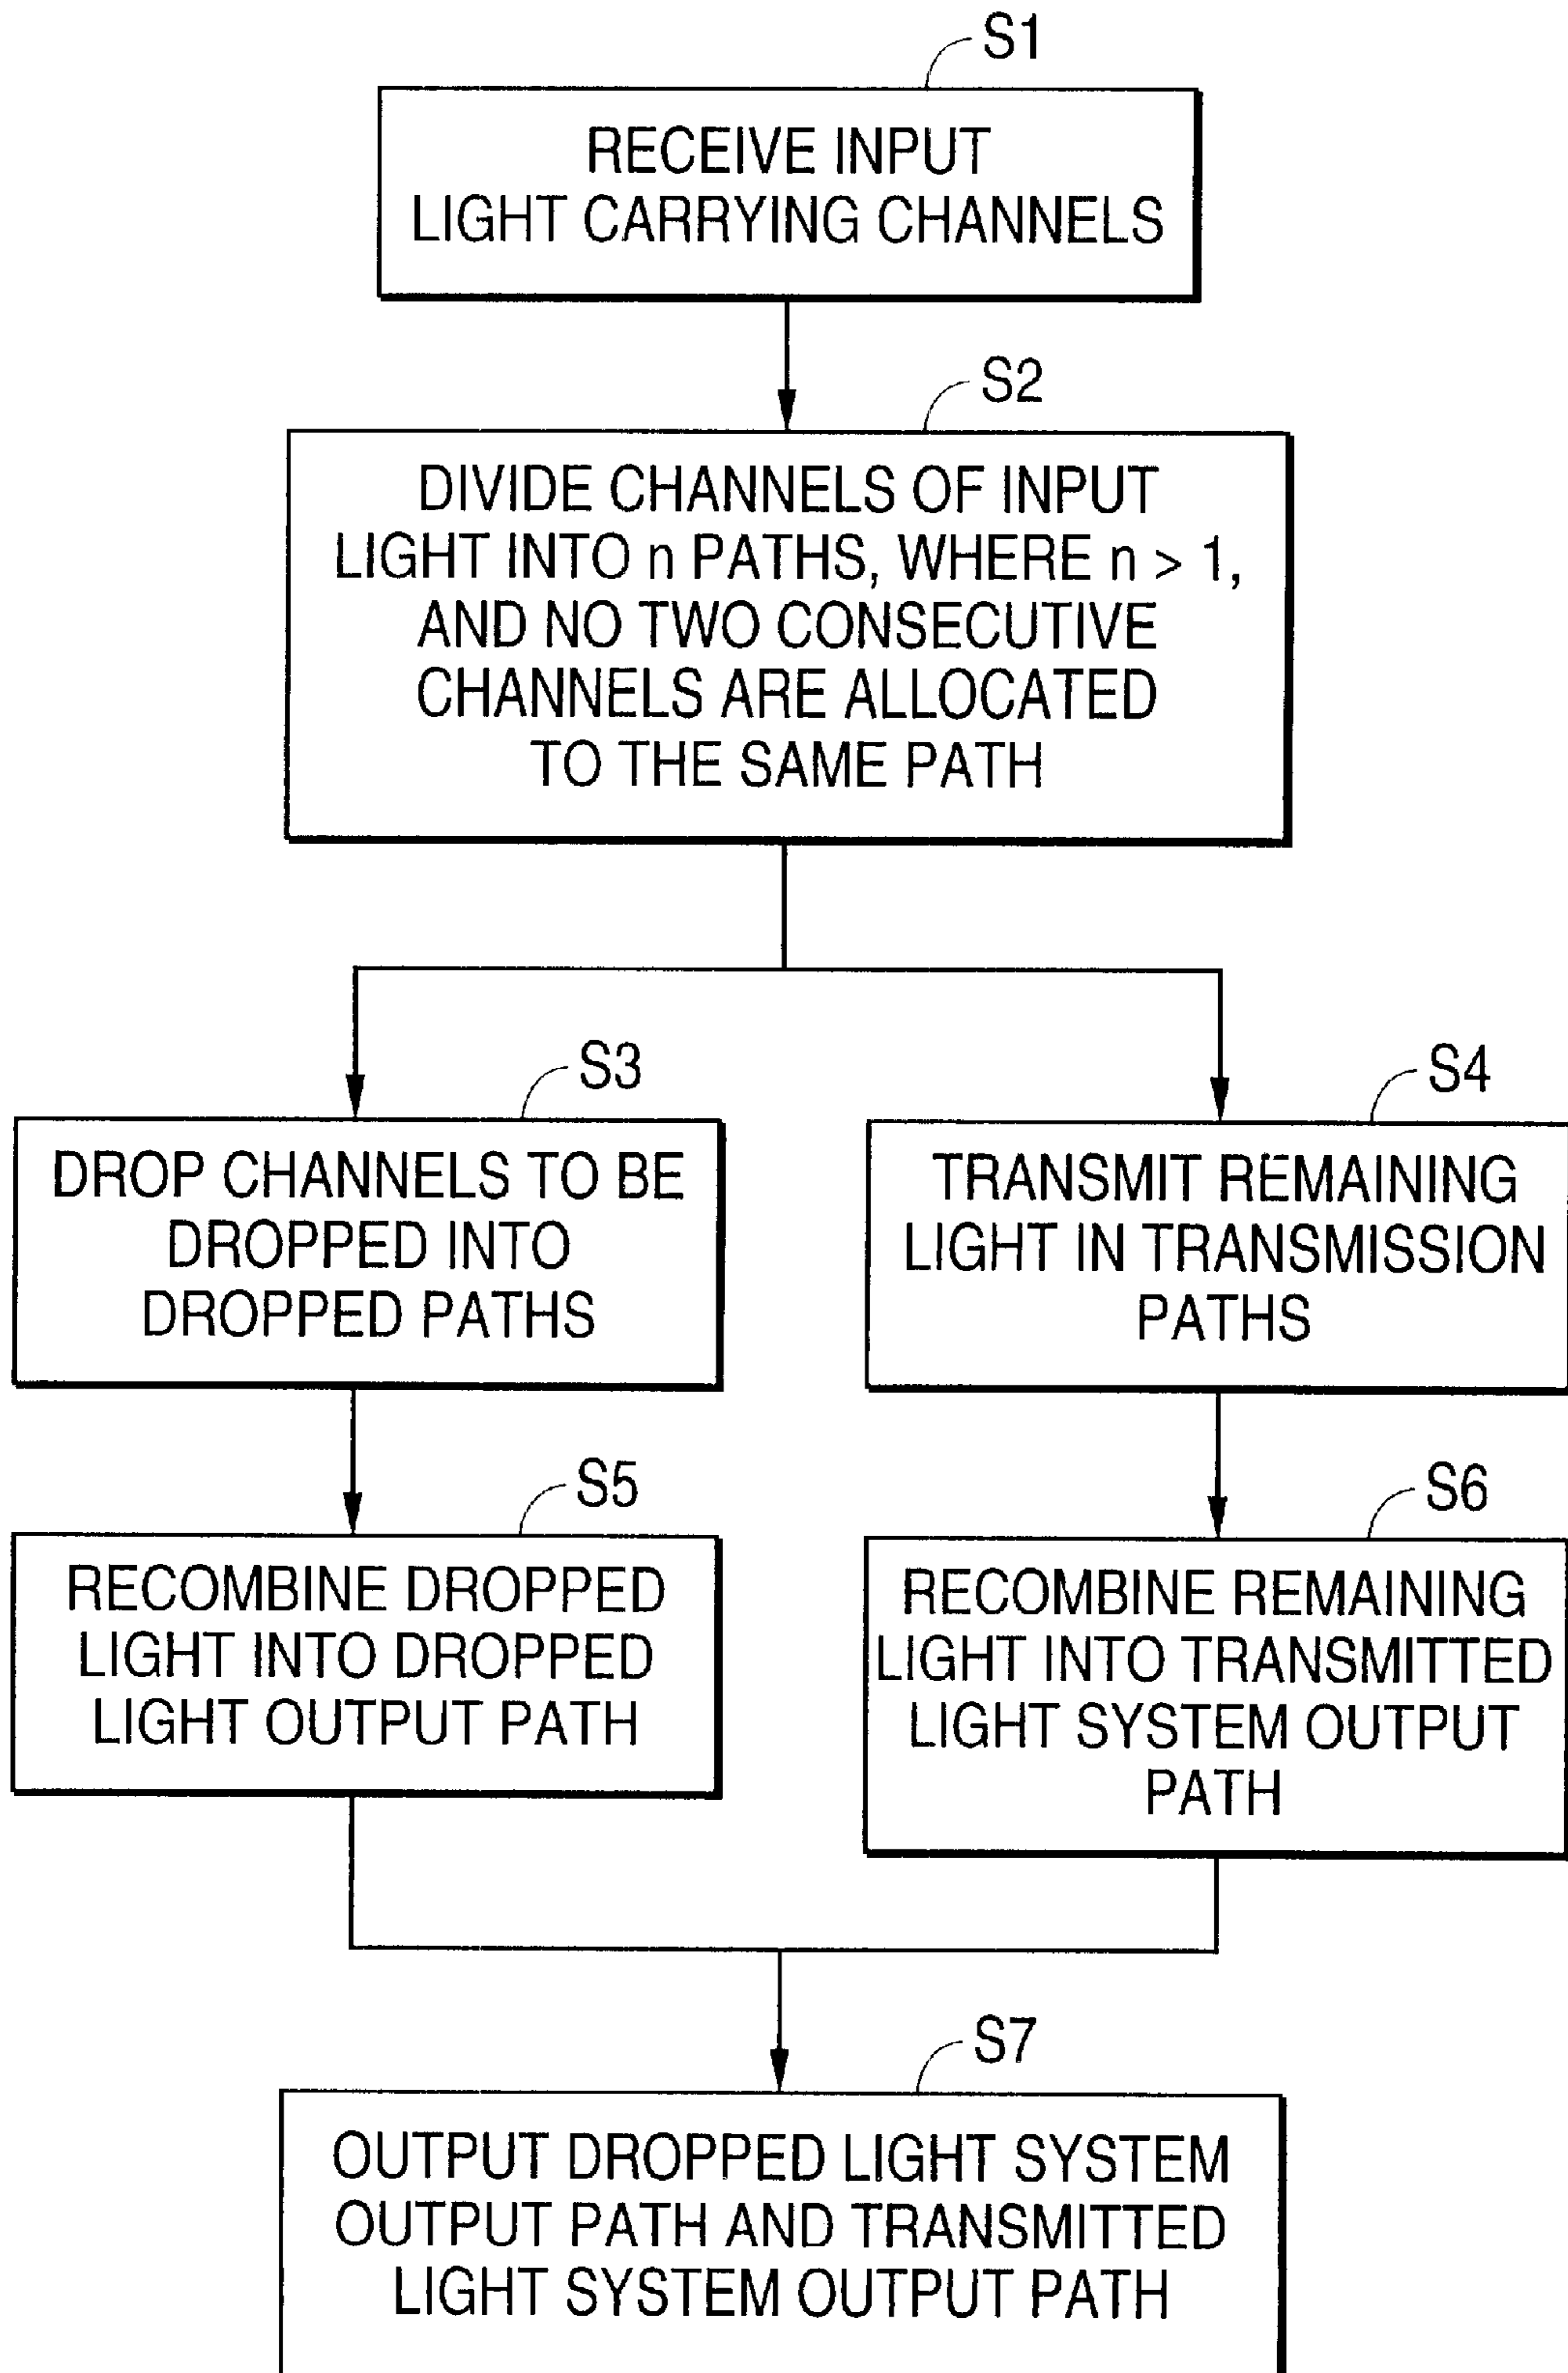 S1
RECEIVE INPUT
LIGHT CARRYING CHANNELS
S2
DIVIDE CHANNELS OF INPUT
LIGHT INTO n PATHS, WHERE n > 1,
AND NO TWO CONSECUTIVE
CHANNELS ARE ALLOCATED
TO THE SAME PATH
S3
DROP CHANNELS TO BE
DROPPED INTO
DROPPED PATHS
S4
TRANSMIT REMAINING
LIGHT IN TRANSMISSION
PATHS
S5
RECOMBINE DROPPED
LIGHT INTO DROPPED
LIGHT OUTPUT PATH
S6
RECOMBINE REMAINING
LIGHT INTO TRANSMITTED
LIGHT SYSTEM OUTPUT
PATH
S7
OUTPUT DROPPED LIGHT SYSTEM
OUTPUT PATH AND TRANSMITTED
LIGHT SYSTEM OUTPUT PATH